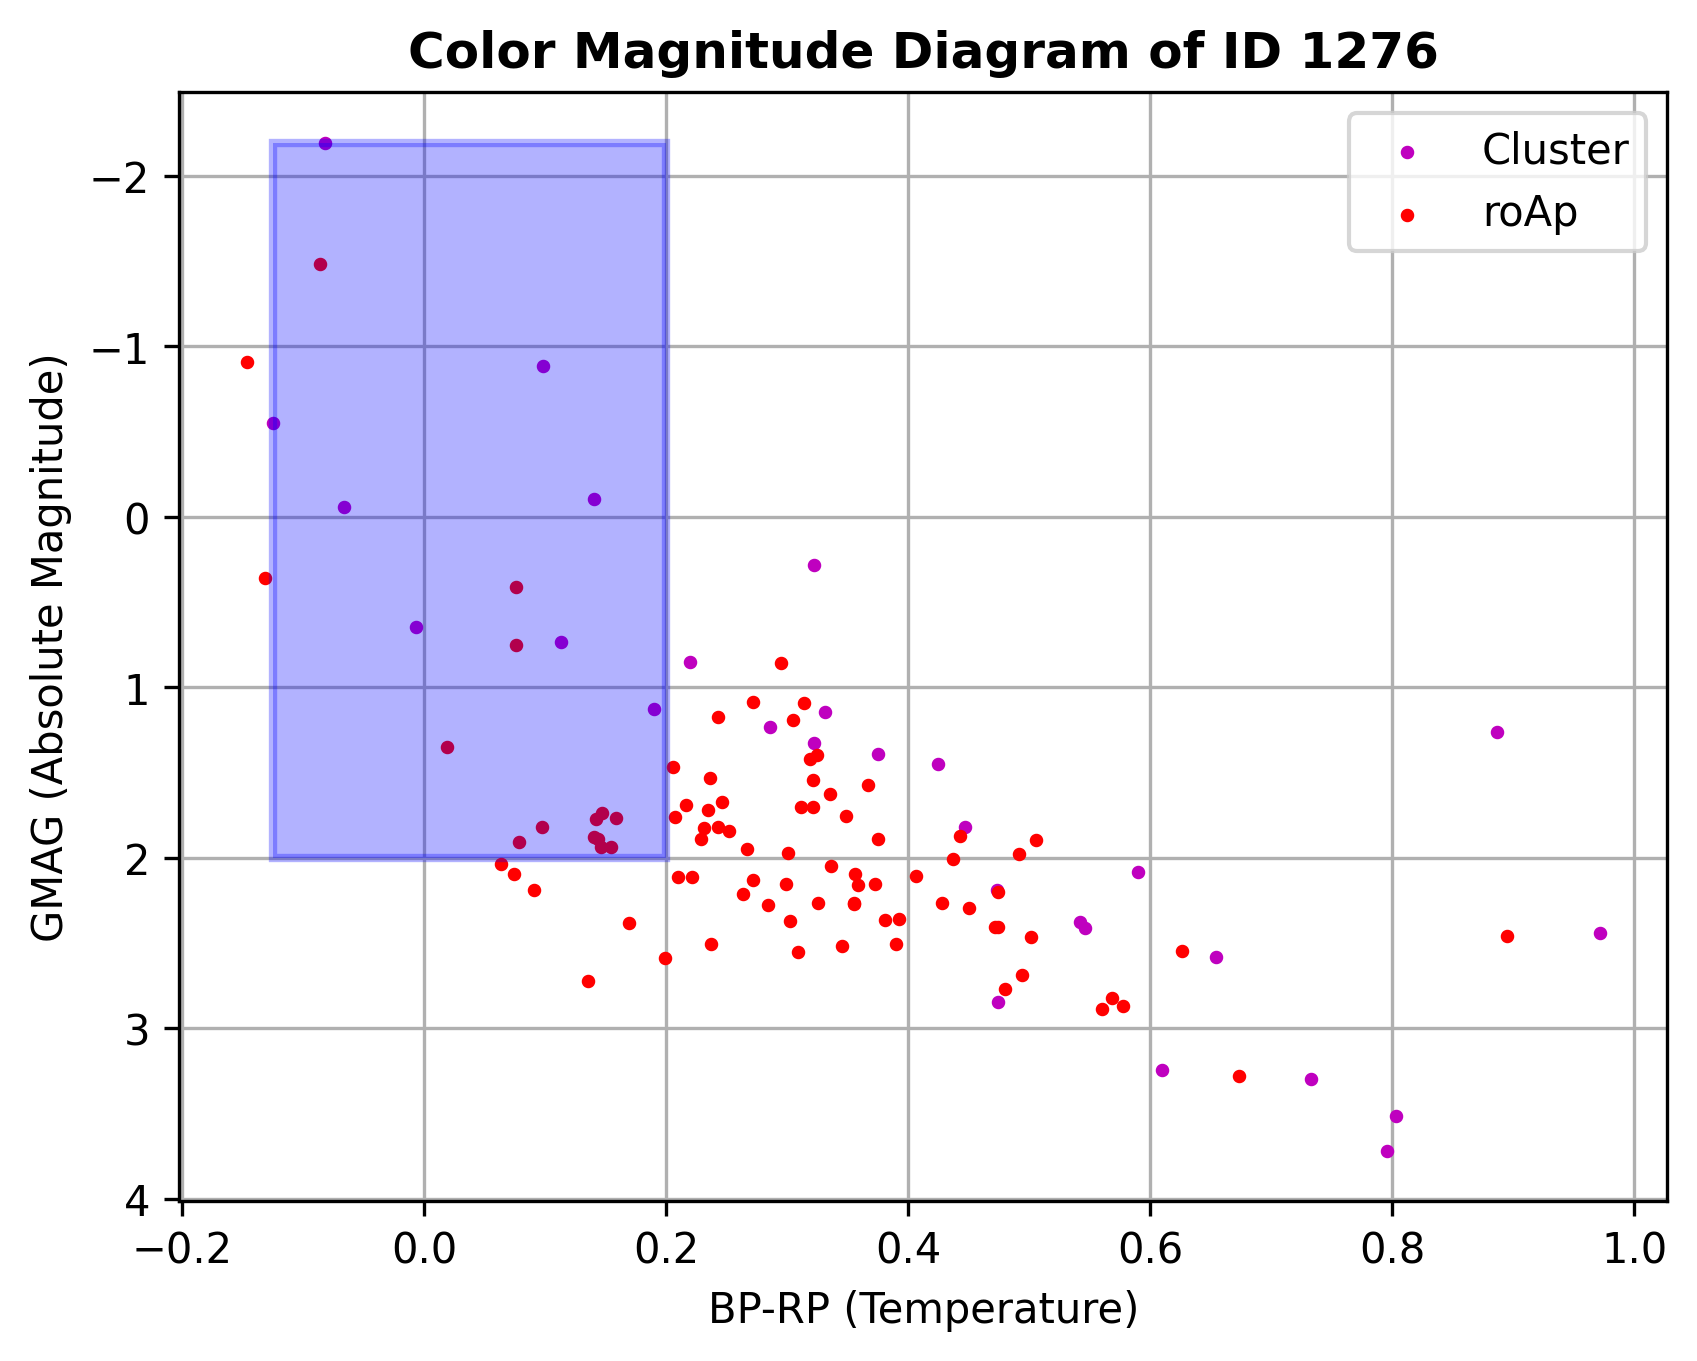 Color Magnitude Diagram of ID 1276
Cluster
roAp
GMAG (Absolute Magnitude)
−2
−1
0
1
2
3
4
−0.2 0.0 0.2 0.4 0.6 0.8 1.0
BP-RP (Temperature)